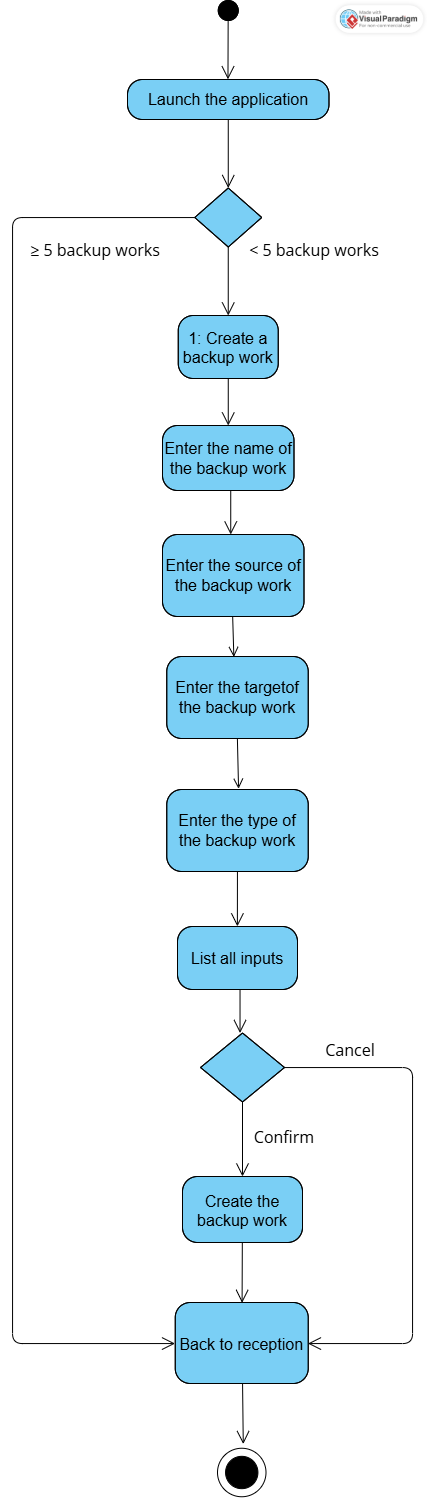 Made with
VisualParadigm
For non-commercial use
Launch the application
≥ 5 backup works
< 5 backup works
1: Create a
backup work
Enter the name of
the backup work
Enter the source of
the backup work
Enter the targetof
the backup work
Enter the type of
the backup work
List all inputs
Cancel
Confirm
Create the
backup work
Back to reception